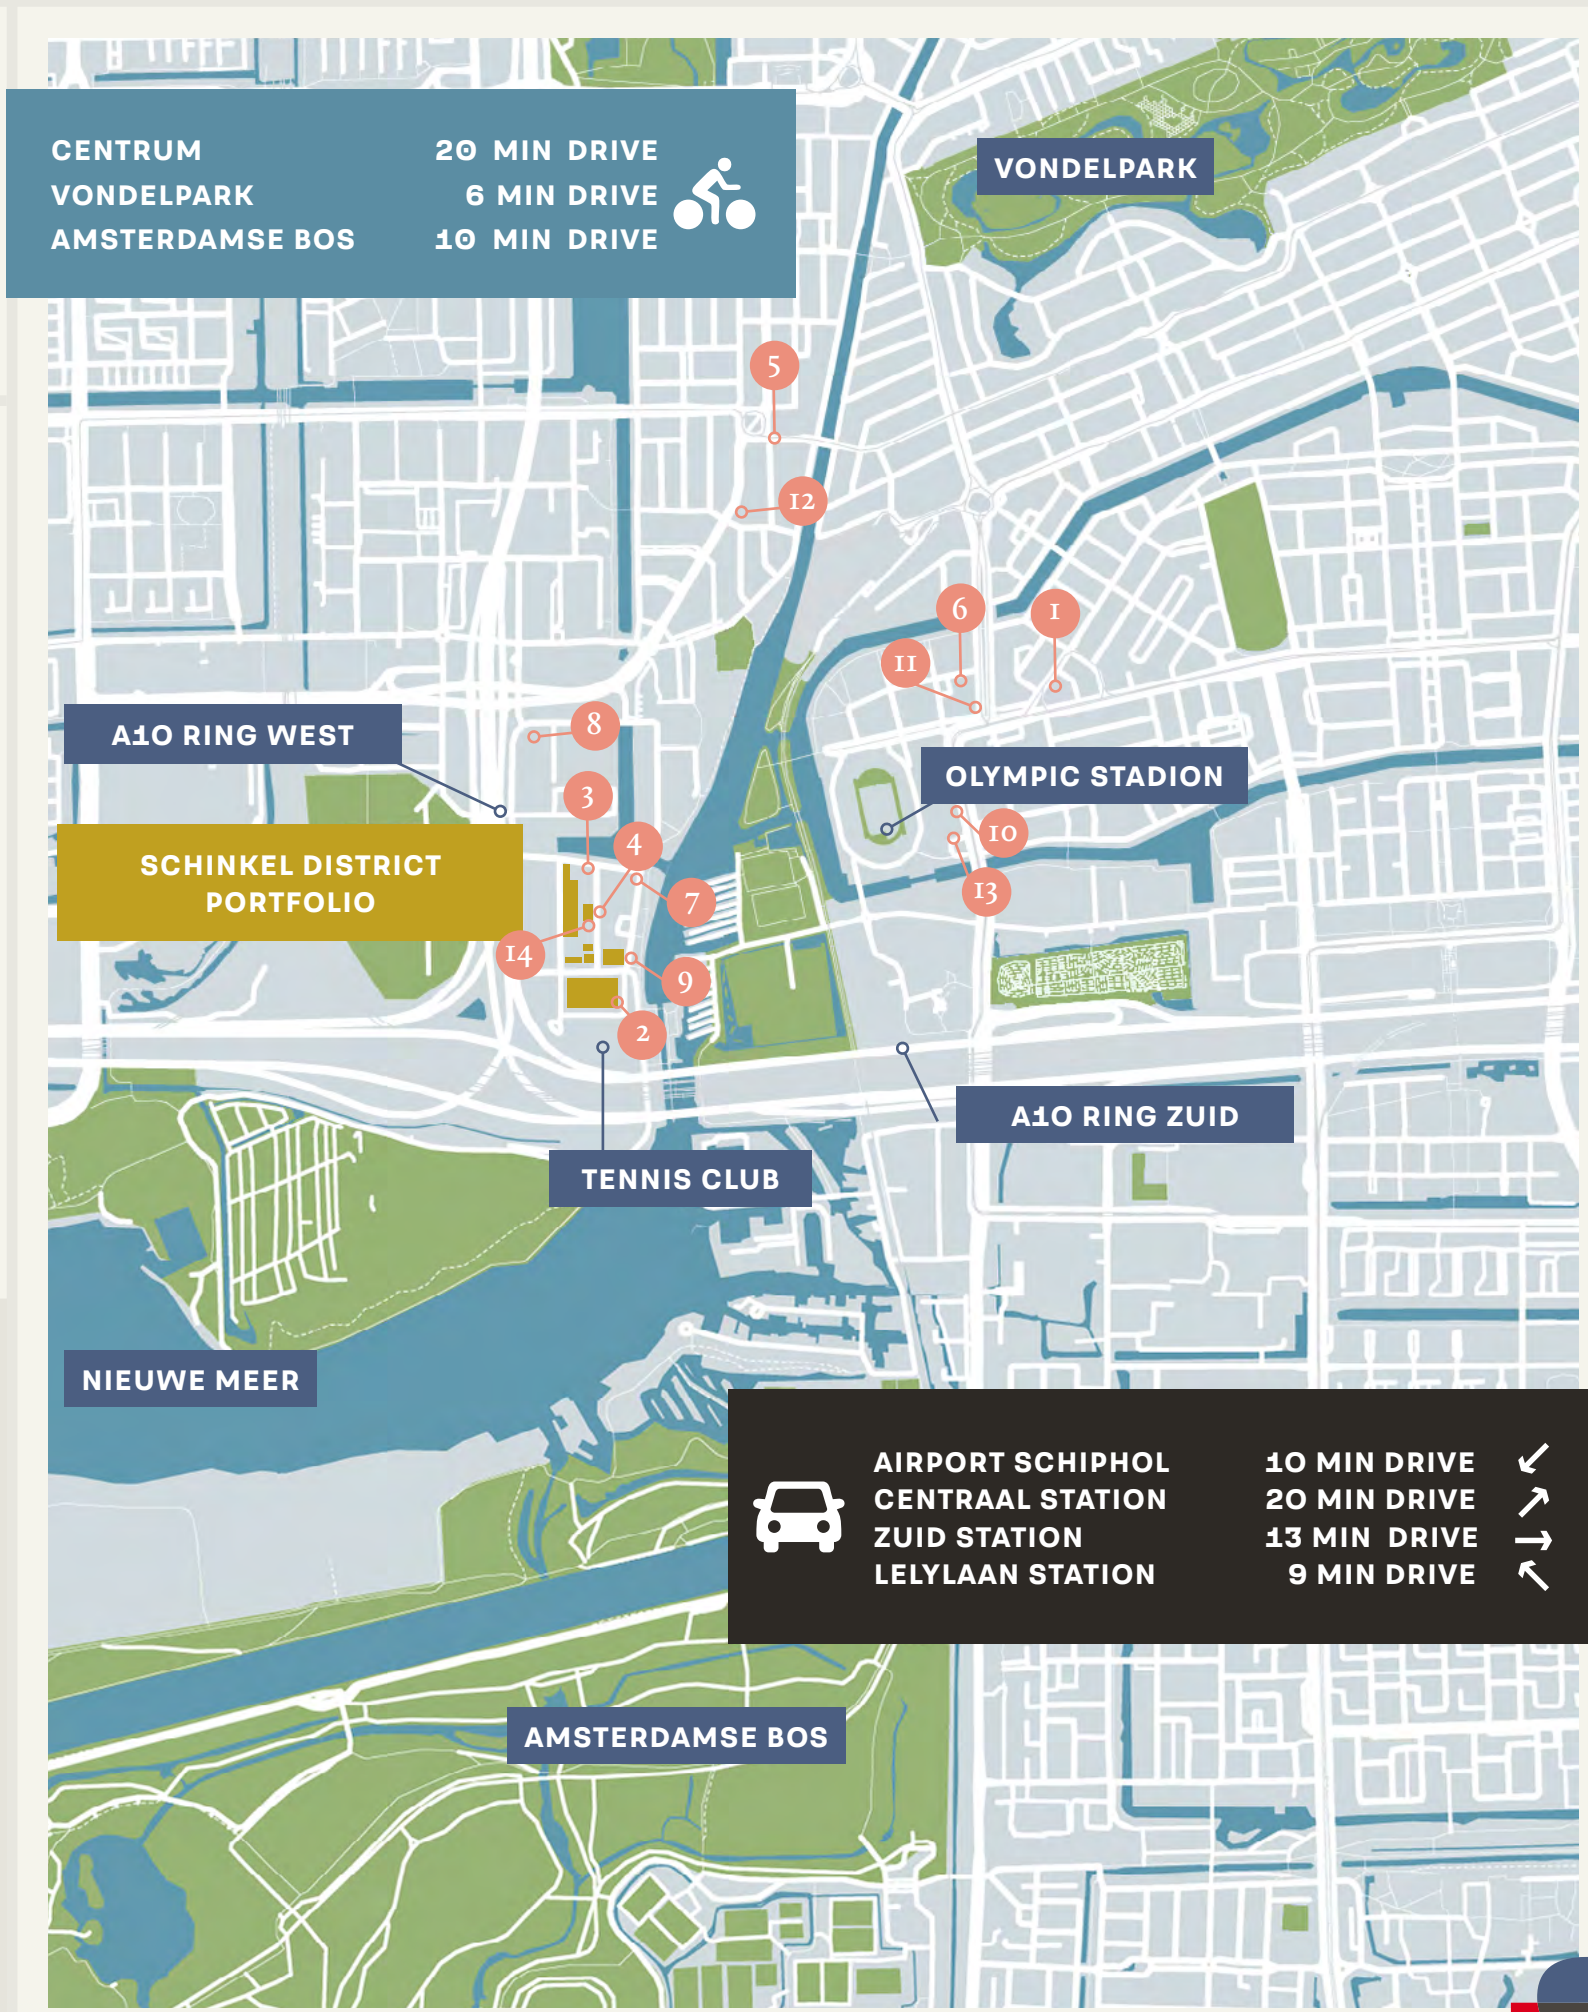 CENTRUM 20 MIN DRIVE
VONDELPARK 6 MIN DRIVE
AMSTERDAMSE BOS 10 MIN DRIVE
VONDELPARK
5
12
6
1
11
8
A10 RING WEST
OLYMPIC STADION
3
10
4
SCHINKEL DISTRICT
PORTFOLIO
7
13
14
9
2
A10 RING ZUID
TENNIS CLUB
NIEUWE MEER
AIRPORT SCHIPHOL 10 MIN DRIVE ↙
CENTRAAL STATION 20 MIN DRIVE ↗
ZUID STATION 13 MIN DRIVE →
LELYLAAN STATION 9 MIN DRIVE ↖
AMSTERDAMSE BOS